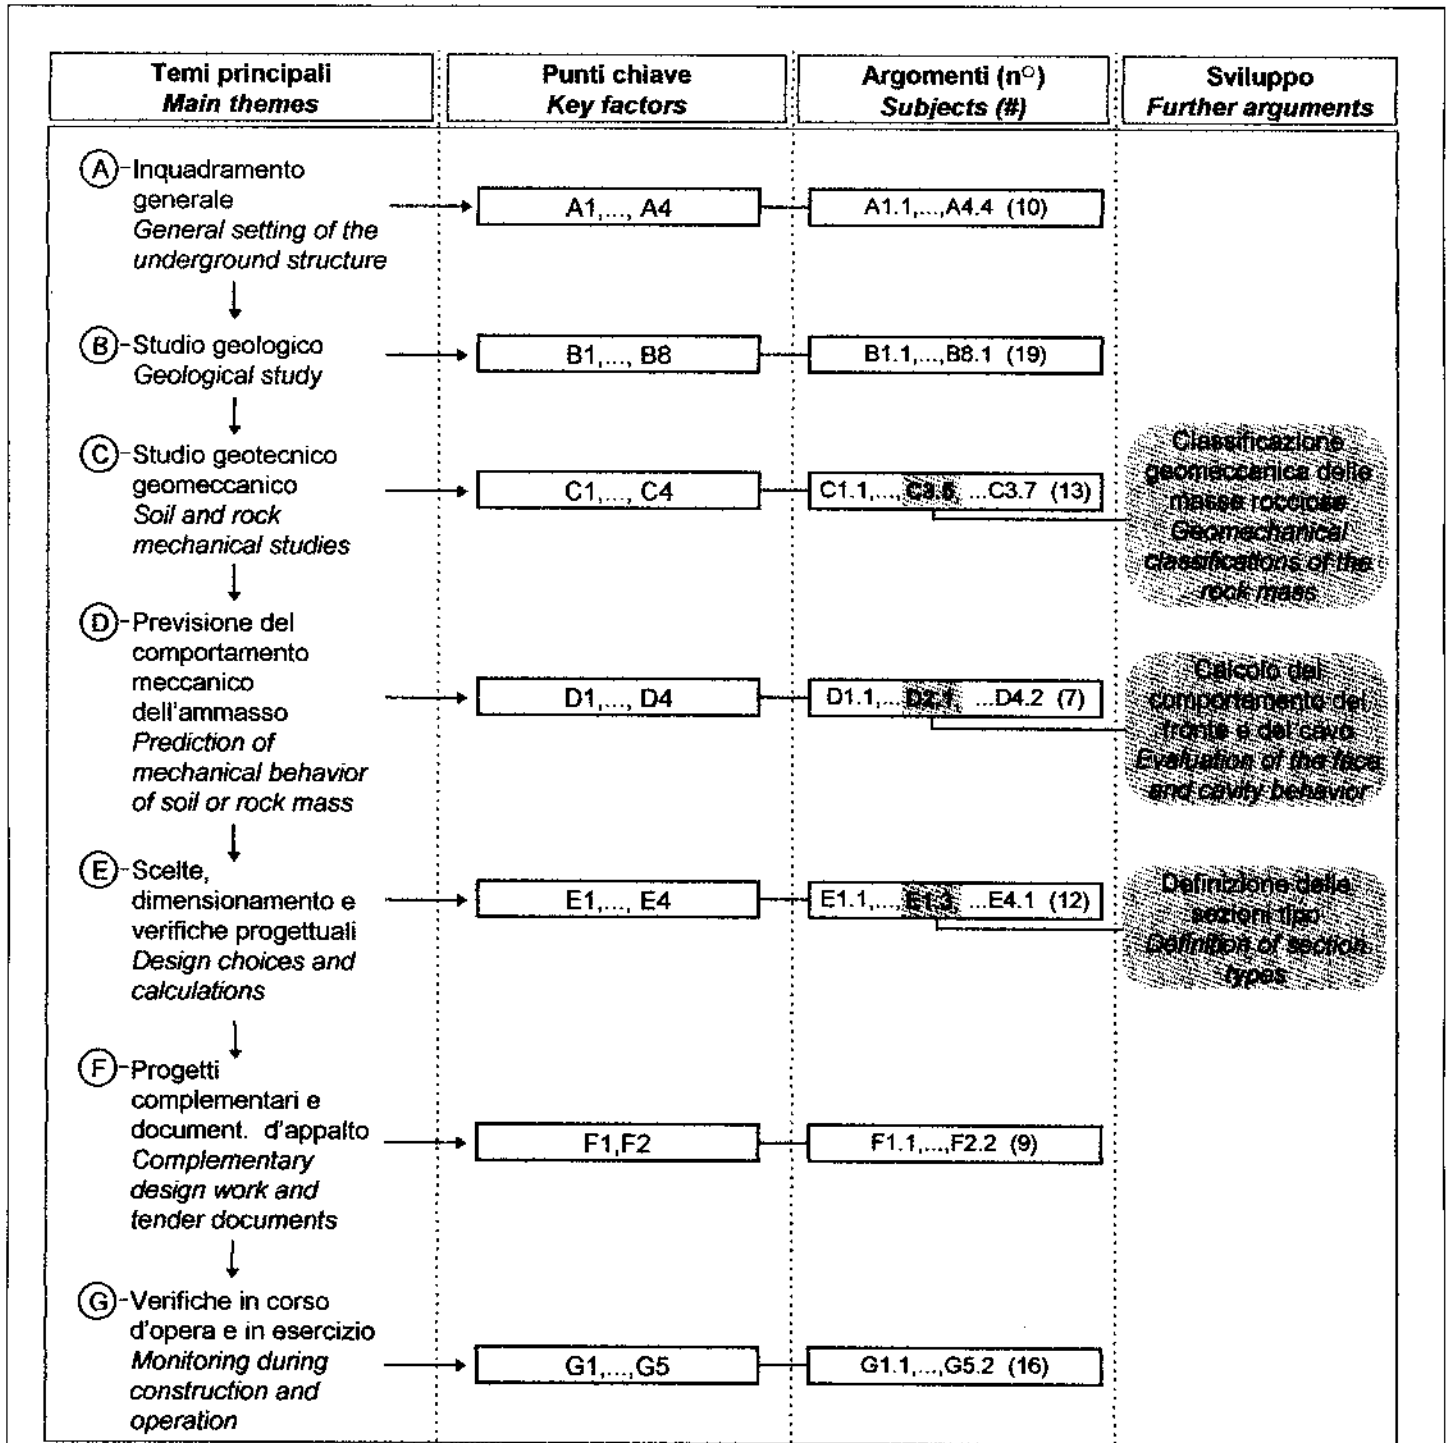 Temi principali
Main themes
Punti chiave
Key factors
Argomenti (n°)
Subjects (#)
Sviluppo
Further arguments
A
Inquadramento
generale
General setting of the
underground structure
A1,..., A4
A1.1,...,A4.4 (10)
B
Studio geologico
Geological study
B1,..., B8
B1.1,...,B8.1 (19)
C
Studio geotecnico
geomeccanico
Soil and rock
mechanical studies
C1,..., C4
C1.1,..., C3.5 ...C3.7 (13)
Classificazione
geomeccanica delle
masse rocciose
Geomechanical
classifications of the
rock mass
D
Previsione del
comportamento
meccanico
dell'ammasso
Prediction of
mechanical behavior
of soil or rock mass
D1,..., D4
D1.1,... D2.1 ...D4.2 (7)
Calcolo del
comportamento del
fronte e del cavo
Evaluation of the face
and cavity behavior
E
Scelte,
dimensionamento e
verifiche progettuali
Design choices and
calculations
E1,..., E4
E1.1,.... E1.3 ...E4.1 (12)
Definizione delle
sezioni tipo
Definition of section
types
F
Progetti
complementari e
document. d'appalto
Complementary
design work and
tender documents
F1,F2
F1.1,...,F2.2 (9)
G
Verifiche in corso
d'opera e in esercizio
Monitoring during
construction and
operation
G1,...,G5
G1.1,...,G5.2 (16)